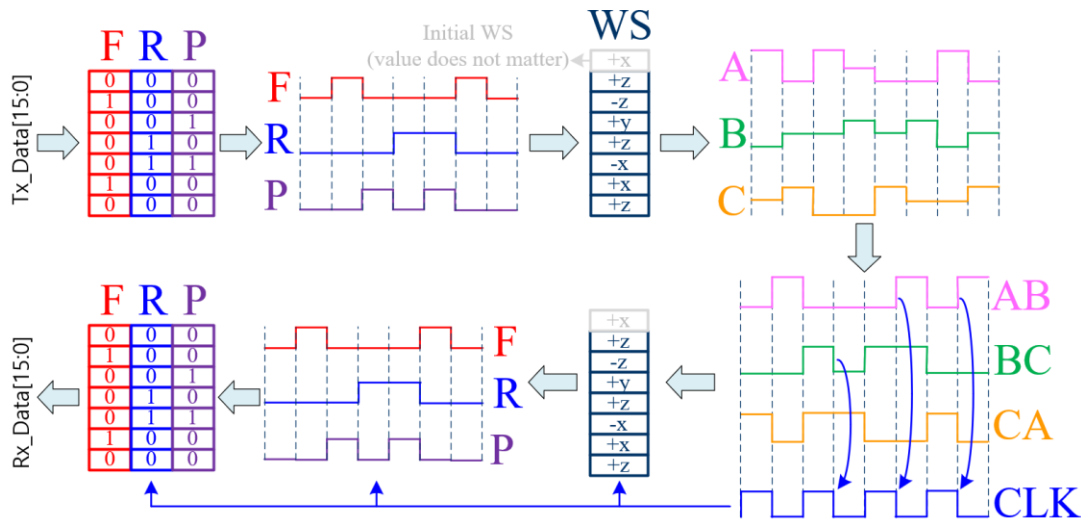 Tx_Data[15:0]
F R P
0 0 0
1 0 0
0 0 1
0 1 0
0 1 1
1 0 0
0 0 0
F
R
P
Initial WS
(value does not matter)
WS
+x
+z
-z
+y
+z
-x
+x
+z
A
B
C
AB
BC
CA
CLK
+x
+z
-z
+y
+z
-x
+x
+z
F
R
P
F R P
0 0 0
1 0 0
0 0 1
0 1 0
0 1 1
1 0 0
0 0 0
Rx_Data[15:0]